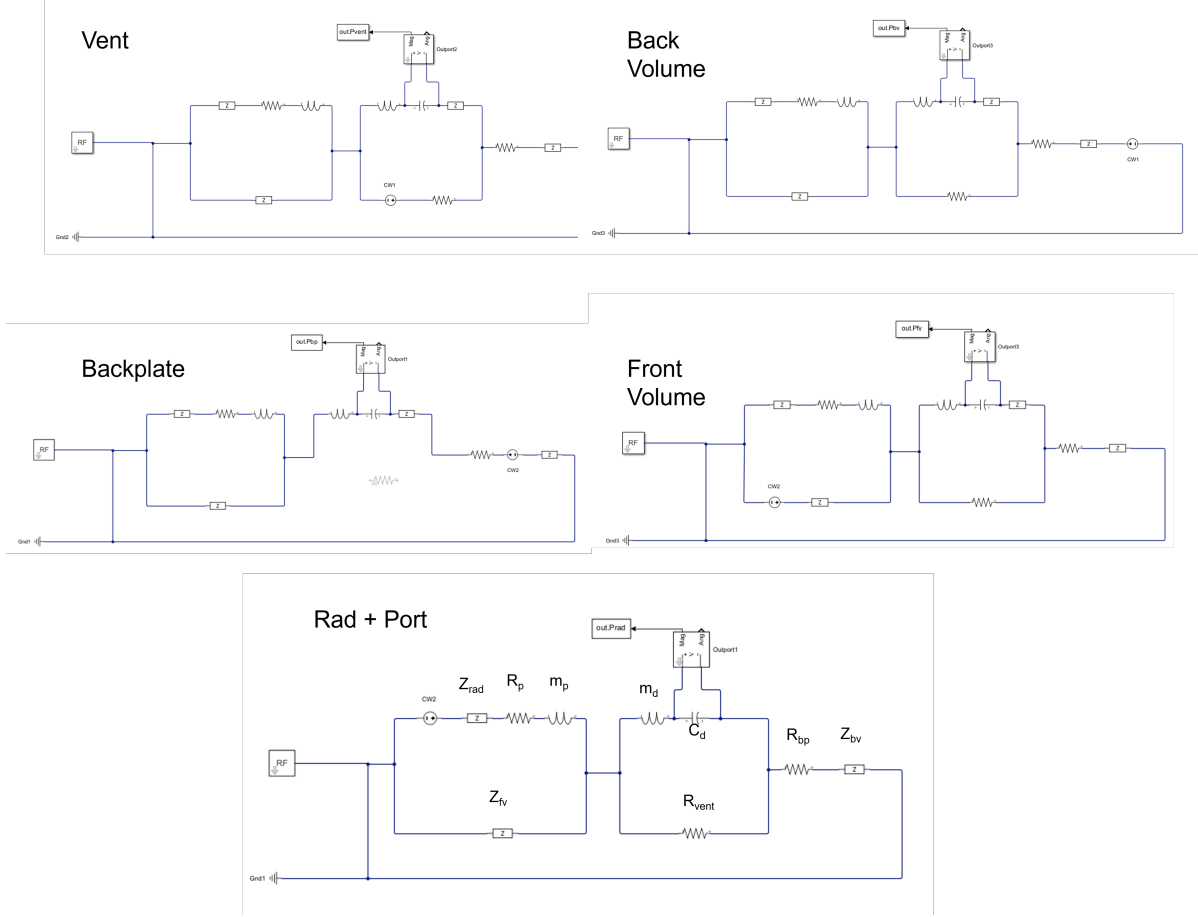 Vent
out.Pvent
Mag
Ang
+ V -
Outport2
Z
RF
CW1
Z
Z
Z
Gnd2
Back
Volume
out.Pbv
Mag
Ang
+ V -
Outport3
Z
Z
RF
Z
CW1
Z
Gnd3
Backplate
out.Pbp
Mag
Ang
+ V -
Outport1
Z
Z
RF
Z
CW2
Z
Gnd1
Front
Volume
out.Pfv
Mag
Ang
+ V -
Outport3
Z
Z
RF
Z
CW2
Z
Gnd3
Rad + Port
out.Prad
Mag
Ang
+ V -
Outport1
Zrad
Rp
mp
md
CW2
Z
Cd
Rbp
Zbv
RF
Z
Zfv
Rvent
Z
Gnd1